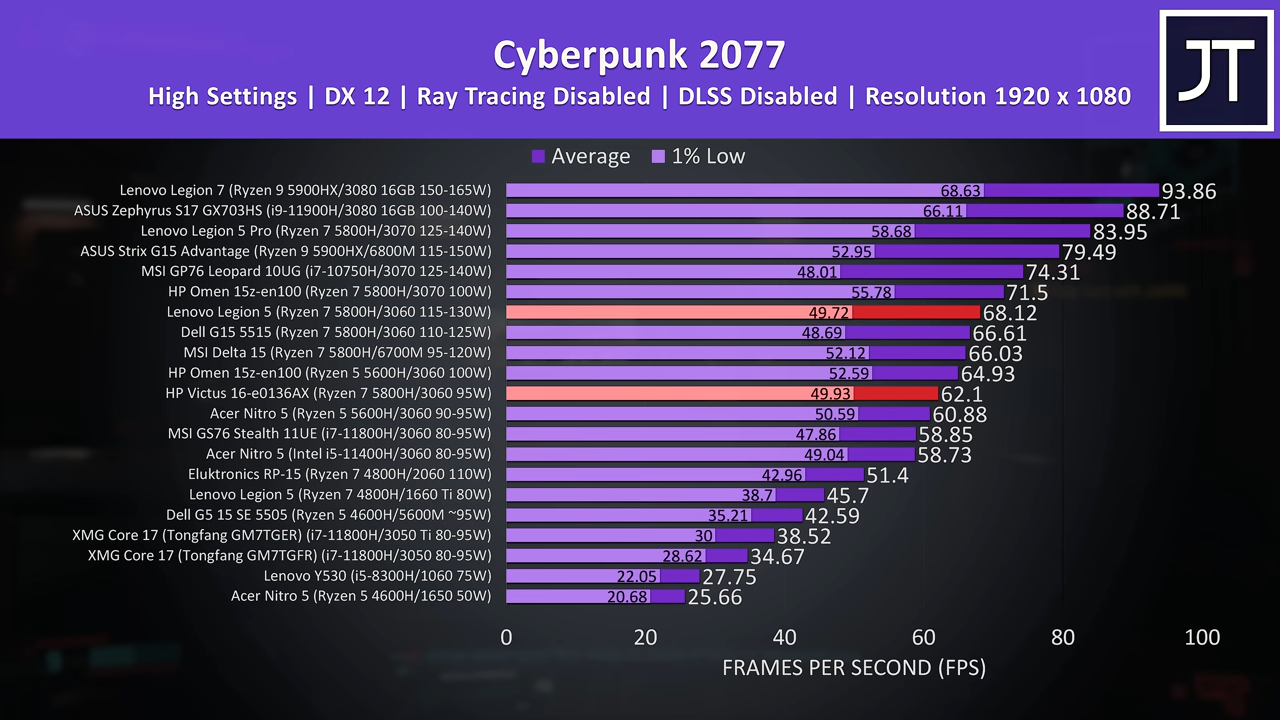 Cyberpunk 2077
High Settings | DX 12 | Ray Tracing Disabled | DLSS Disabled | Resolution 1920 x 1080
JT
Average 1% Low
Lenovo Legion 7 (Ryzen 9 5900HX/3080 16GB 150-165W) 68.63 93.86
ASUS Zephyrus S17 GX703HS (i9-11900H/3080 16GB 100-140W) 66.11 88.71
Lenovo Legion 5 Pro (Ryzen 7 5800H/3070 125-140W) 58.68 83.95
ASUS Strix G15 Advantage (Ryzen 9 5900HX/6800M 115-150W) 52.95 79.49
MSI GP76 Leopard 10UG (i7-10750H/3070 125-140W) 48.01 74.31
HP Omen 15z-en100 (Ryzen 7 5800H/3070 100W) 55.78 71.5
Lenovo Legion 5 (Ryzen 7 5800H/3060 115-130W) 49.72 68.12
Dell G15 5515 (Ryzen 7 5800H/3060 110-125W) 48.69 66.61
MSI Delta 15 (Ryzen 7 5800H/6700M 95-120W) 52.12 66.03
HP Omen 15z-en100 (Ryzen 5 5600H/3060 100W) 52.59 64.93
HP Victus 16-e0136AX (Ryzen 7 5800H/3060 95W) 49.93 62.1
Acer Nitro 5 (Ryzen 5 5600H/3060 90-95W) 50.59 60.88
MSI GS76 Stealth 11UE (i7-11800H/3060 80-95W) 47.86 58.85
Acer Nitro 5 (Intel i5-11400H/3060 80-95W) 49.04 58.73
Eluktronics RP-15 (Ryzen 7 4800H/2060 110W) 42.96 51.4
Lenovo Legion 5 (Ryzen 7 4800H/1660 Ti 80W) 38.7 45.7
Dell G5 15 SE 5505 (Ryzen 5 4600H/5600M ~95W) 35.21 42.59
XMG Core 17 (Tongfang GM7TGER) (i7-11800H/3050 Ti 80-95W) 30 38.52
XMG Core 17 (Tongfang GM7TGFR) (i7-11800H/3050 80-95W) 28.62 34.67
Lenovo Y530 (i5-8300H/1060 75W) 22.05 27.75
Acer Nitro 5 (Ryzen 5 4600H/1650 50W) 20.68 25.66
0 20 40 60 80 100
FRAMES PER SECOND (FPS)